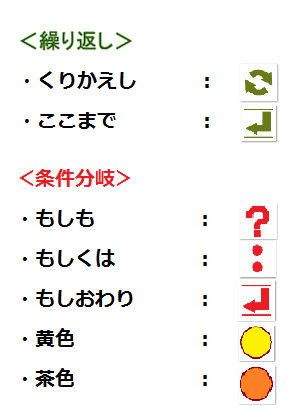 ＜繰り返し＞
・くりかえし ：
・ここまで ：
＜条件分岐＞
・もしも ： ?
・もしくは ：
・もしおわり ：
・黄色 ：
・茶色 ：